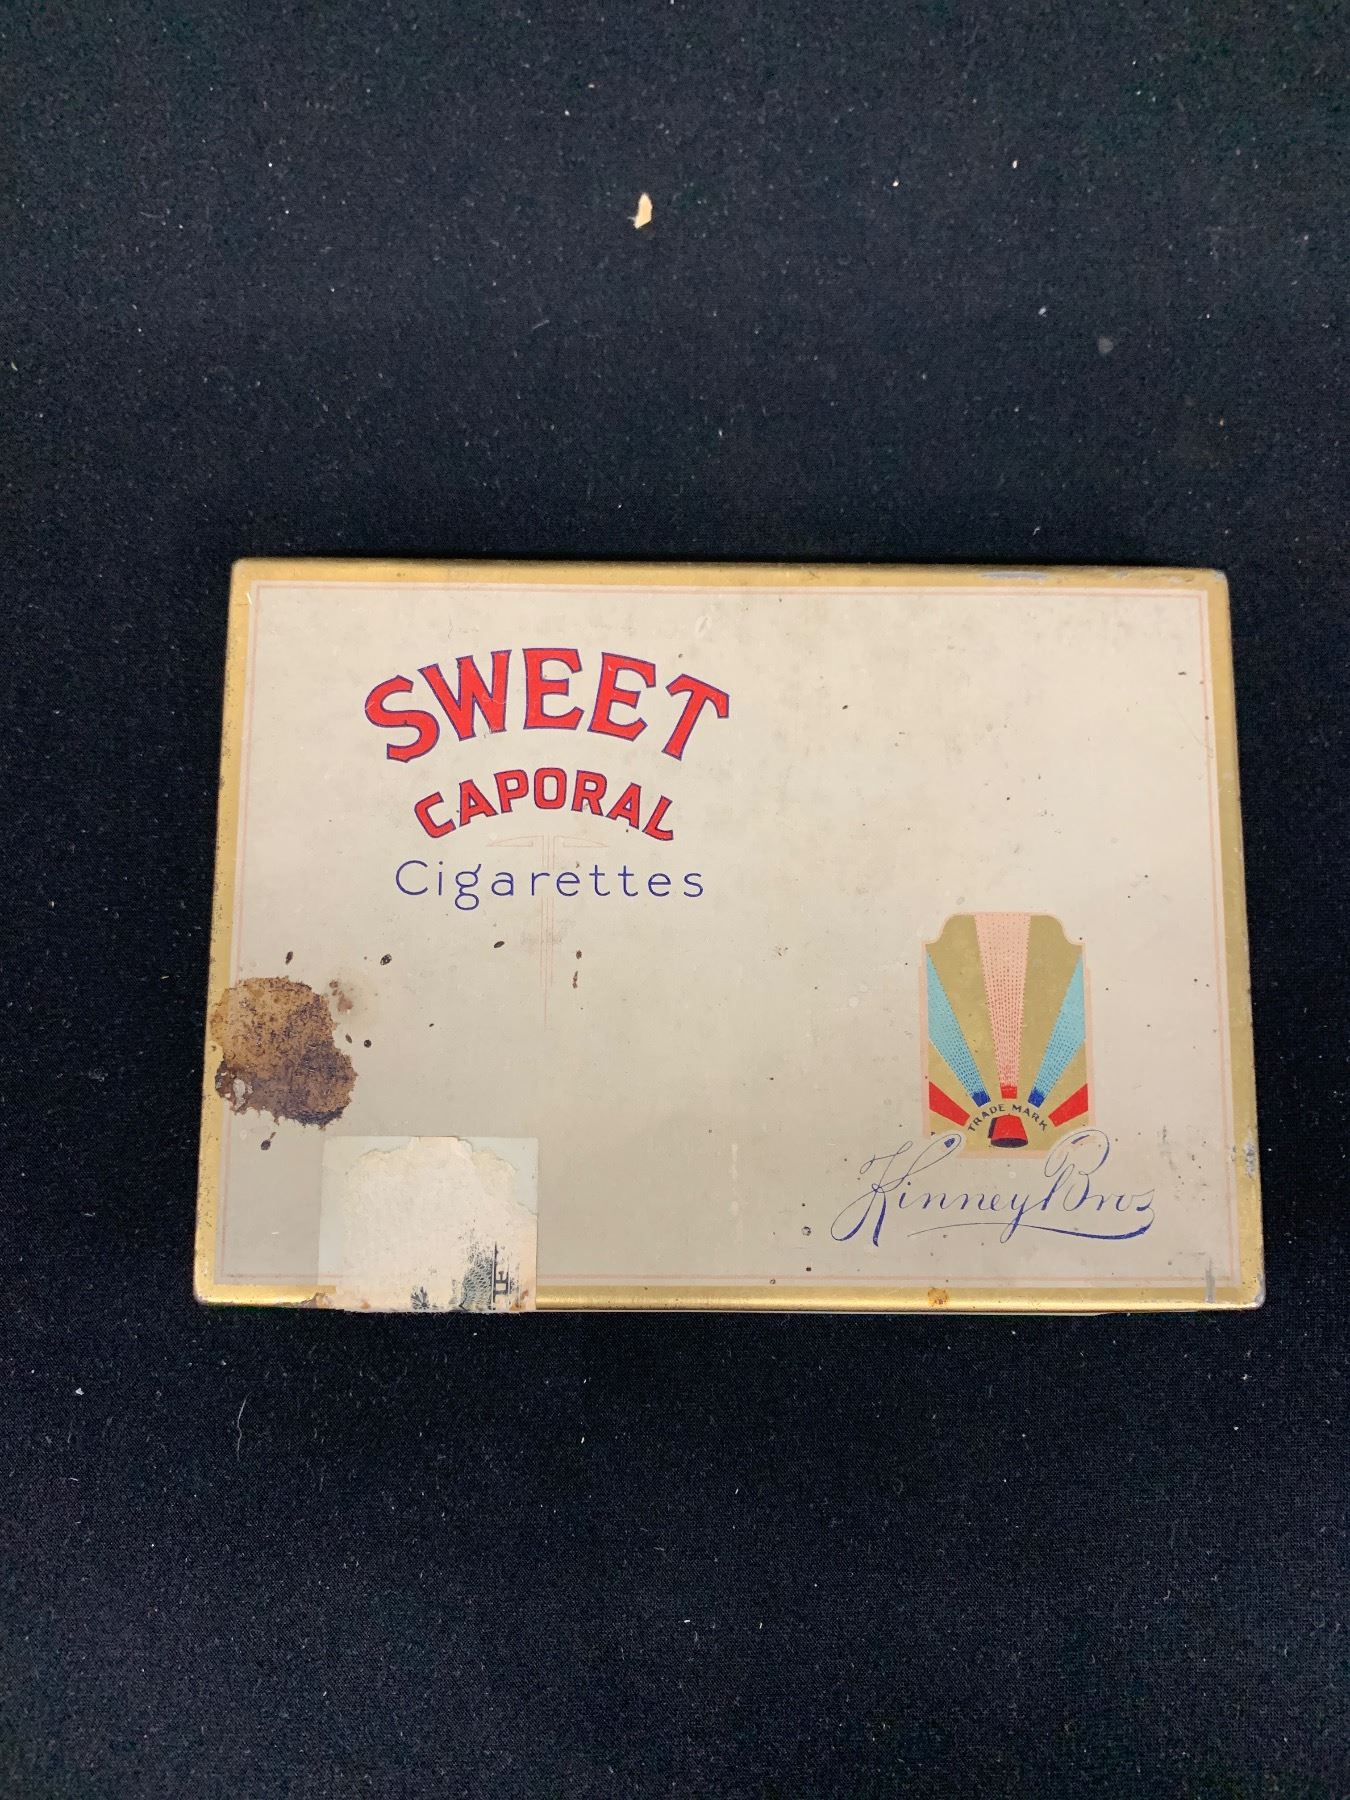 SWEET
CAPORAL
Cigarettes
TRADE MARK
Kinney Bros